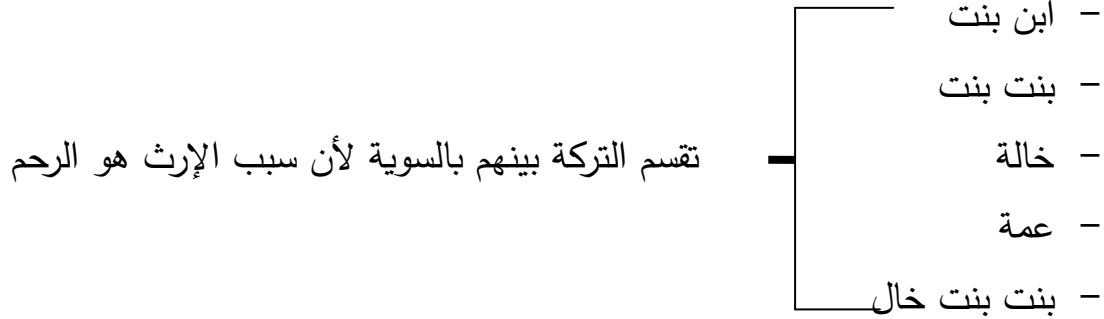 – ابن بنت
– بنت بنت
– خالة
– عمة
– بنت بنت خال
تقسم التركة بينهم بالسوية لأن سبب الإرث هو الرحم